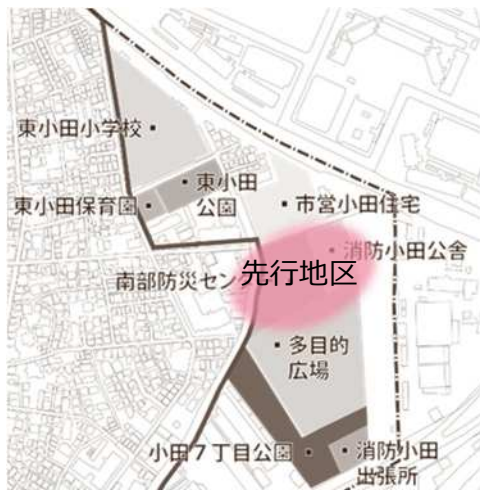 東小田小学校
東小田
公園
東小田保育園
市営小田住宅
消防小田公舎
南部防災セン
先行地区
多目的
広場
小田7丁目公園
消防小田
出張所